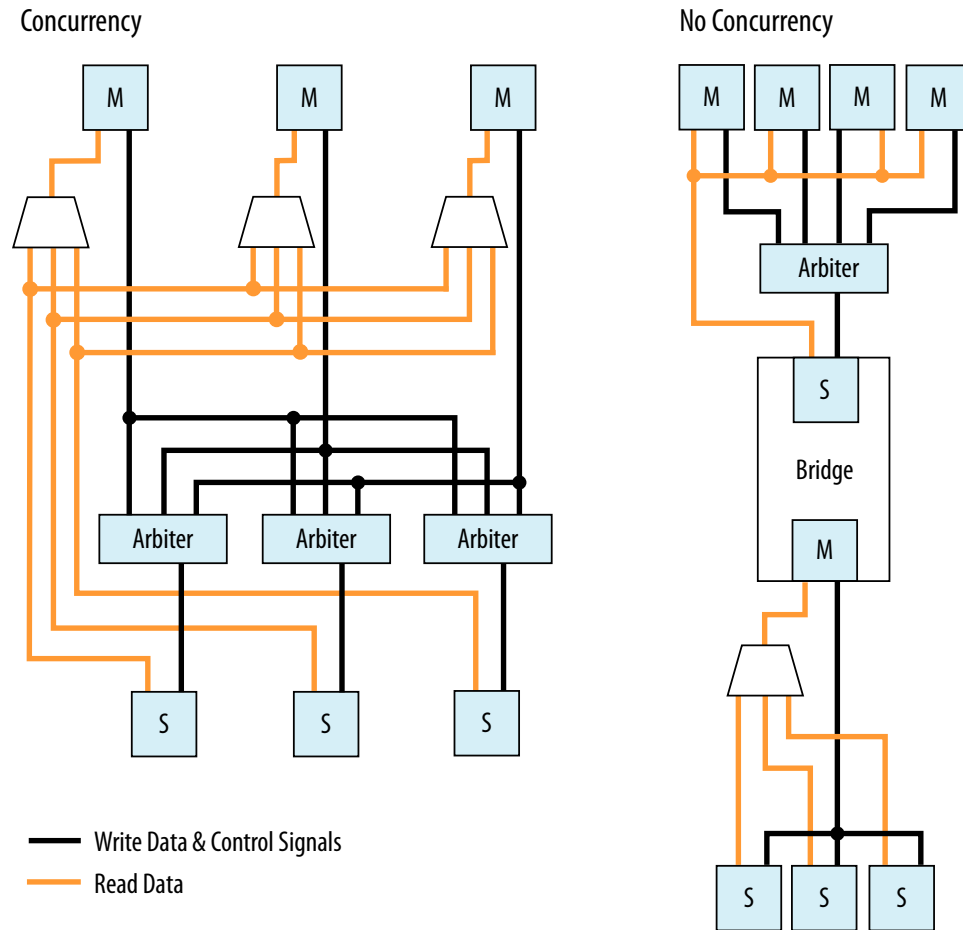 Concurrency
M
M
M
Arbiter
Arbiter
Arbiter
S
S
S
Write Data & Control Signals
Read Data
No Concurrency
M
M
M
M
Arbiter
S
Bridge
M
S
S
S